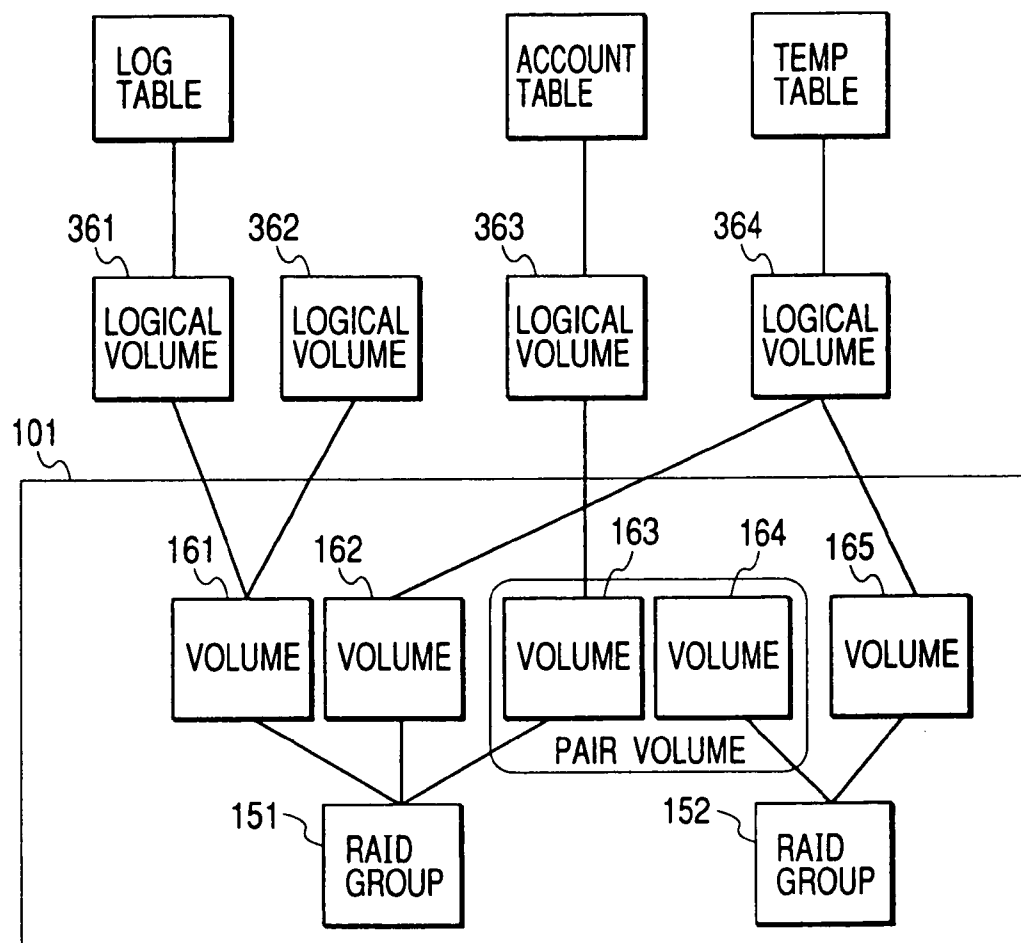 LOG
TABLE
ACCOUNT
TABLE
TEMP
TABLE
361
362
363
364
LOGICAL
VOLUME
LOGICAL
VOLUME
LOGICAL
VOLUME
LOGICAL
VOLUME
101
161
162
163
164
165
VOLUME
VOLUME
VOLUME
VOLUME
VOLUME
PAIR VOLUME
151
RAID
GROUP
152
RAID
GROUP